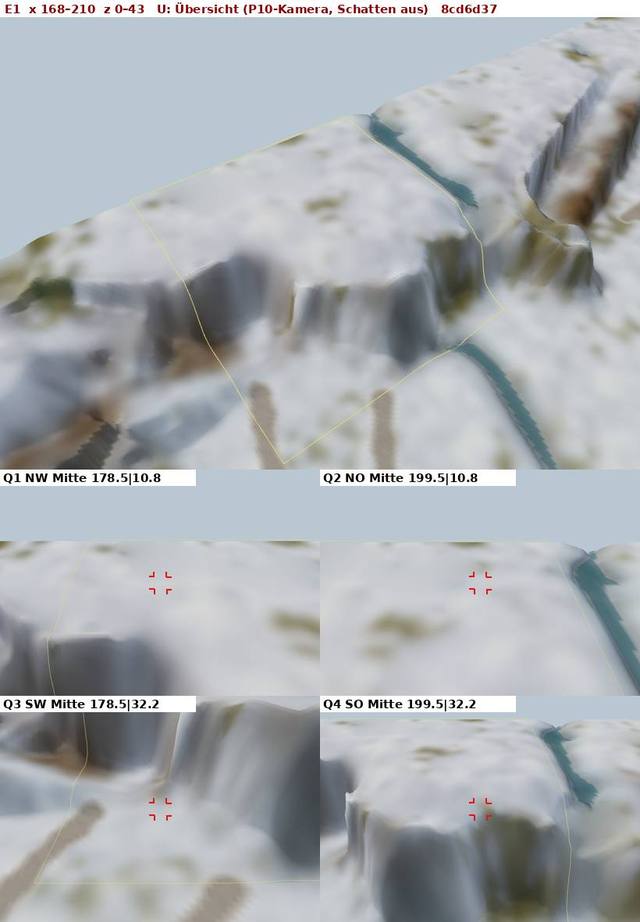 E1  x 168–210  z 0–43   U: Übersicht (P10-Kamera, Schatten aus)   8cd6d37
Q1 NW Mitte 178.5|10.8
Q2 NO Mitte 199.5|10.8
Q3 SW Mitte 178.5|32.2
Q4 SO Mitte 199.5|32.2